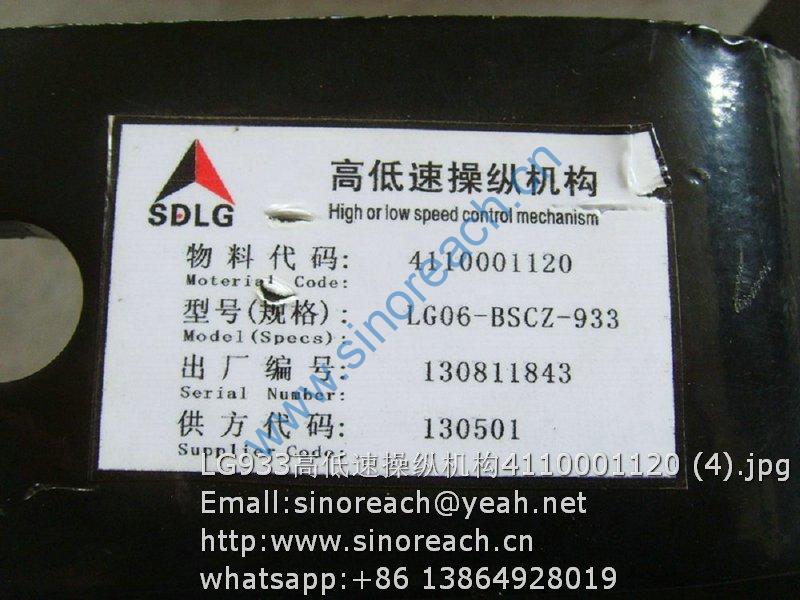 SDLG
高低速操纵机构
High or low speed control mechanism
物料代码: 4110001120
Moterial Code:
型号(规格): LG06-BSCZ-933
Model(Specs):
出厂编号: 130811843
Serial Number:
供方代码: 130501
Supplier Code:
www.sinoreach.cn
LG933高低速操纵机构4110001120 (4).jpg
Emall:sinoreach@yeah.net
http:www.sinoreach.cn
whatsapp:+86 13864928019